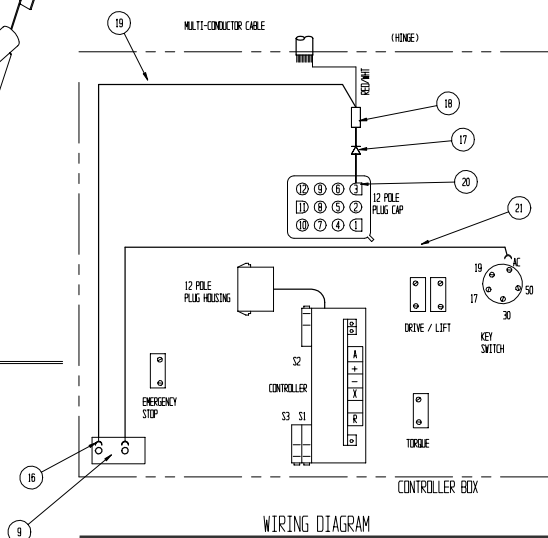 19
MULTI-CONDUCTOR CABLE
(HINGE)
RED/WHT
18
17
20
12 9 6 3
11 8 5 2
10 7 4 1
12 POLE
PLUG CAP
21
AC
19
17
50
30
KEY
SWITCH
12 POLE
PLUG HOUSING
DRIVE / LIFT
S2
CONTROLLER
A
+
-
X
R
EMERGENCY
STOP
S3 S1
TORQUE
16
9
CONTROLLER BOX
WIRING DIAGRAM